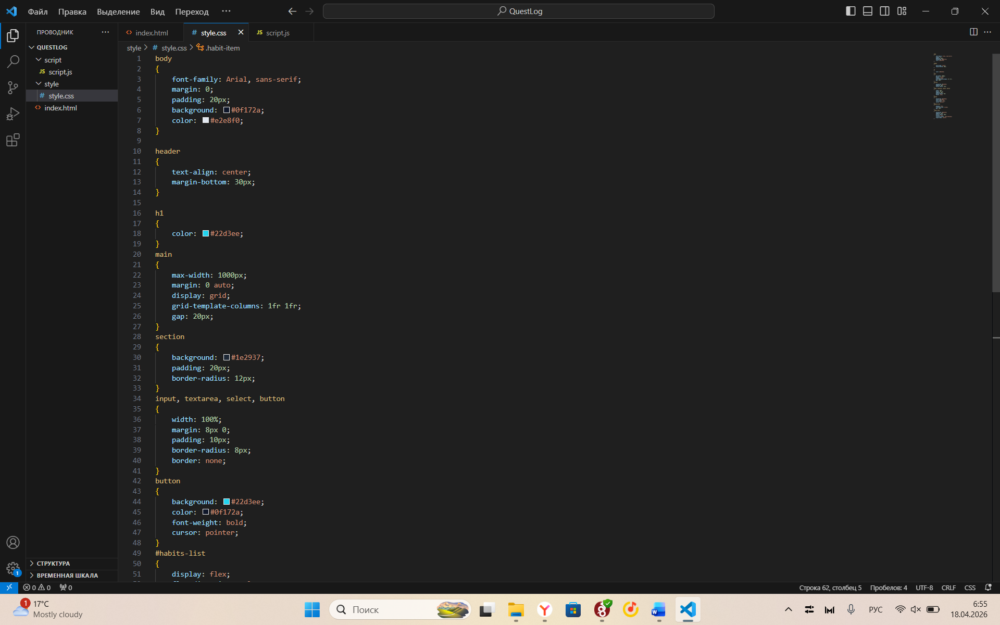 Файл Правка Выделение Вид Переход ··· QuestLog
ПРОВОДНИК ···
QUESTLOG
script
JS script.js
style
# style.css
<> index.html
СТРУКТУРА
ВРЕМЕННАЯ ШКАЛА
<> index.html # style.css JS script.js
style > # style.css > .habit-item
1 body
2 {
3 font-family: Arial, sans-serif;
4 margin: 0;
5 padding: 20px;
6 background: #0f172a;
7 color: #e2e8f0;
8 }
9
10 header
11 {
12 text-align: center;
13 margin-bottom: 30px;
14 }
15
16 h1
17 {
18 color: #22d3ee;
19 }
20 main
21 {
22 max-width: 1000px;
23 margin: 0 auto;
24 display: grid;
25 grid-template-columns: 1fr 1fr;
26 gap: 20px;
27 }
28 section
29 {
30 background: #1e2937;
31 padding: 20px;
32 border-radius: 12px;
33 }
34 input, textarea, select, button
35 {
36 width: 100%;
37 margin: 8px 0;
38 padding: 10px;
39 border-radius: 8px;
40 border: none;
41 }
42 button
43 {
44 background: #22d3ee;
45 color: #0f172a;
46 font-weight: bold;
47 cursor: pointer;
48 }
49 #habits-list
50 {
51 display: flex;
1
0 0 0 Строка 62, столбец 5 Пробелов: 4 UTF-8 CRLF CSS
1 17°C
Mostly cloudy
Поиск
РУС
6:55
18.04.2026